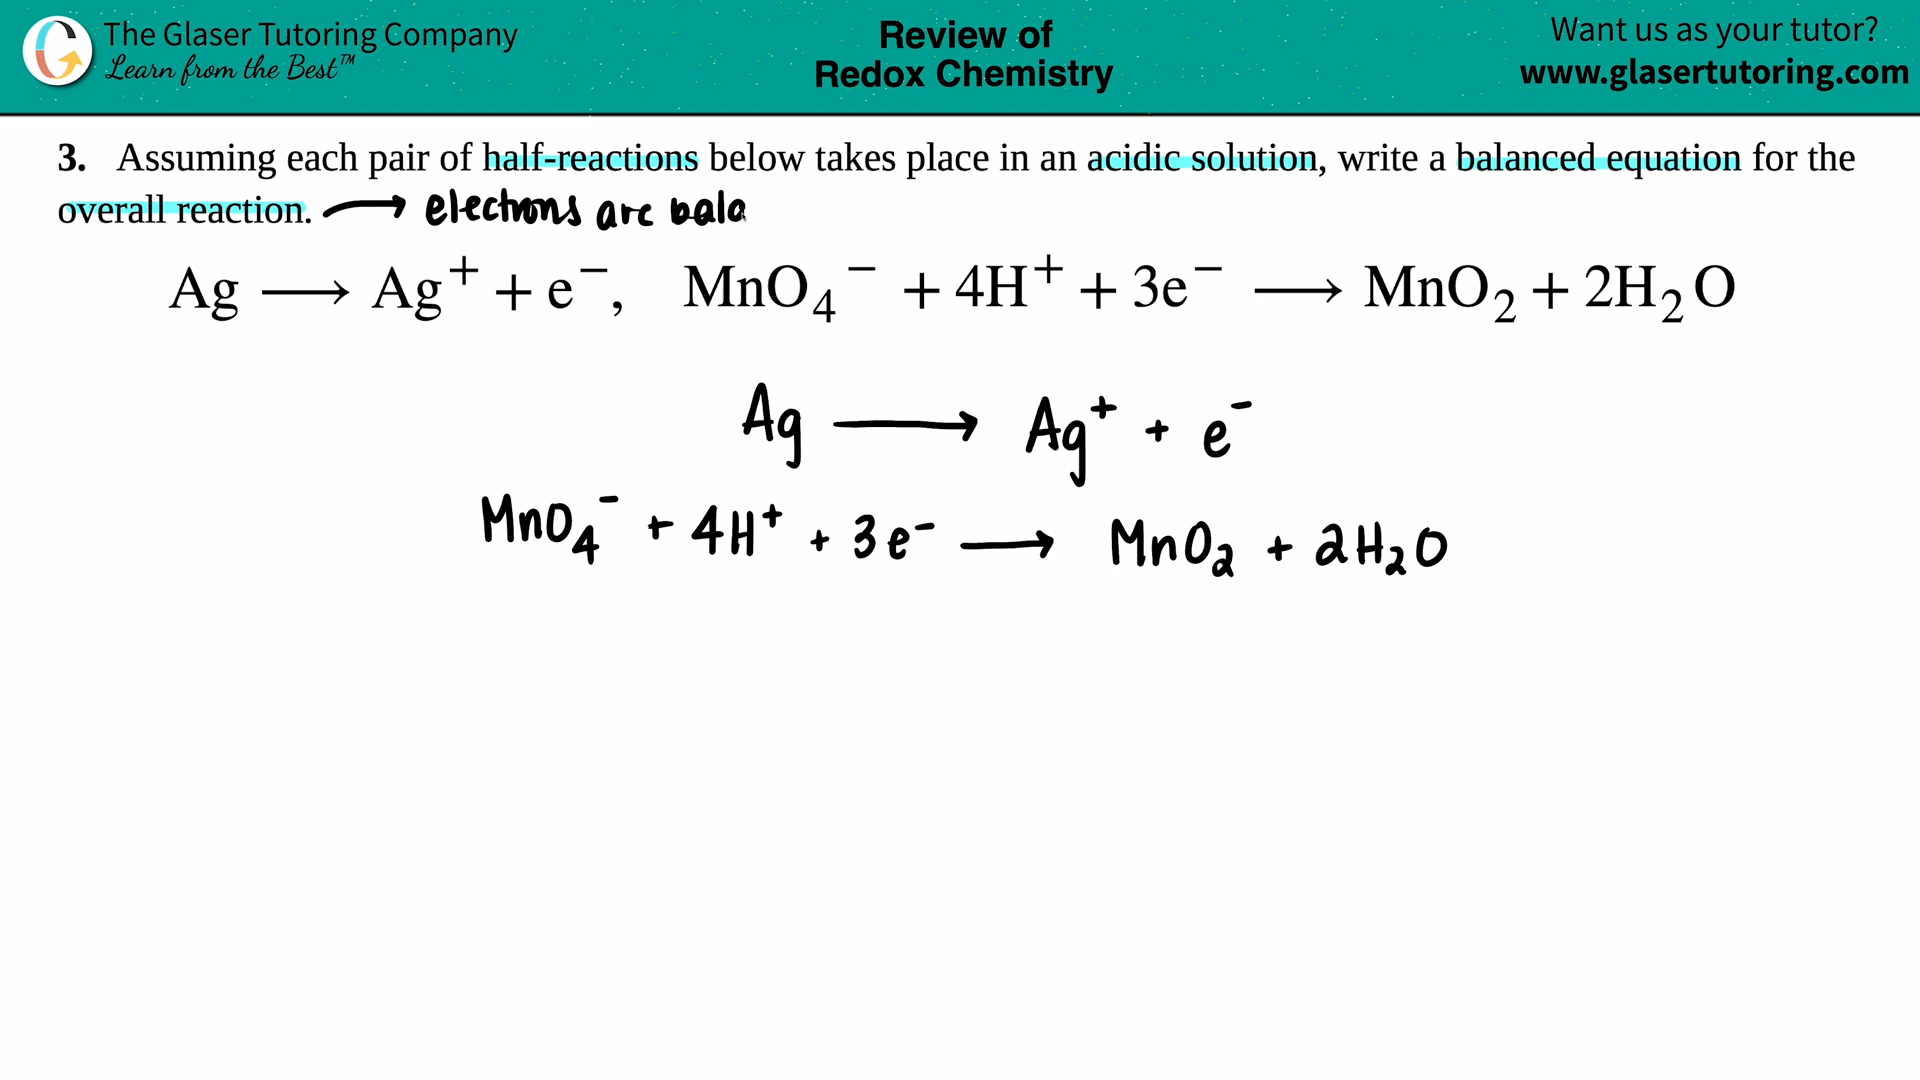 The Glaser Tutoring Company
Learn from the Best™
Review of
Redox Chemistry
Want us as your tutor?
www.glasertutoring.com
3. Assuming each pair of half-reactions below takes place in an acidic solution, write a balanced equation for the
overall reaction. → electrons are bala
Ag ⟶ Ag⁺ + e⁻, MnO₄⁻ + 4H⁺ + 3e⁻ ⟶ MnO₂ + 2H₂O
Ag ⟶ Ag⁺ + e⁻
MnO₄⁻ + 4H⁺ + 3e⁻ ⟶ MnO₂ + 2H₂O